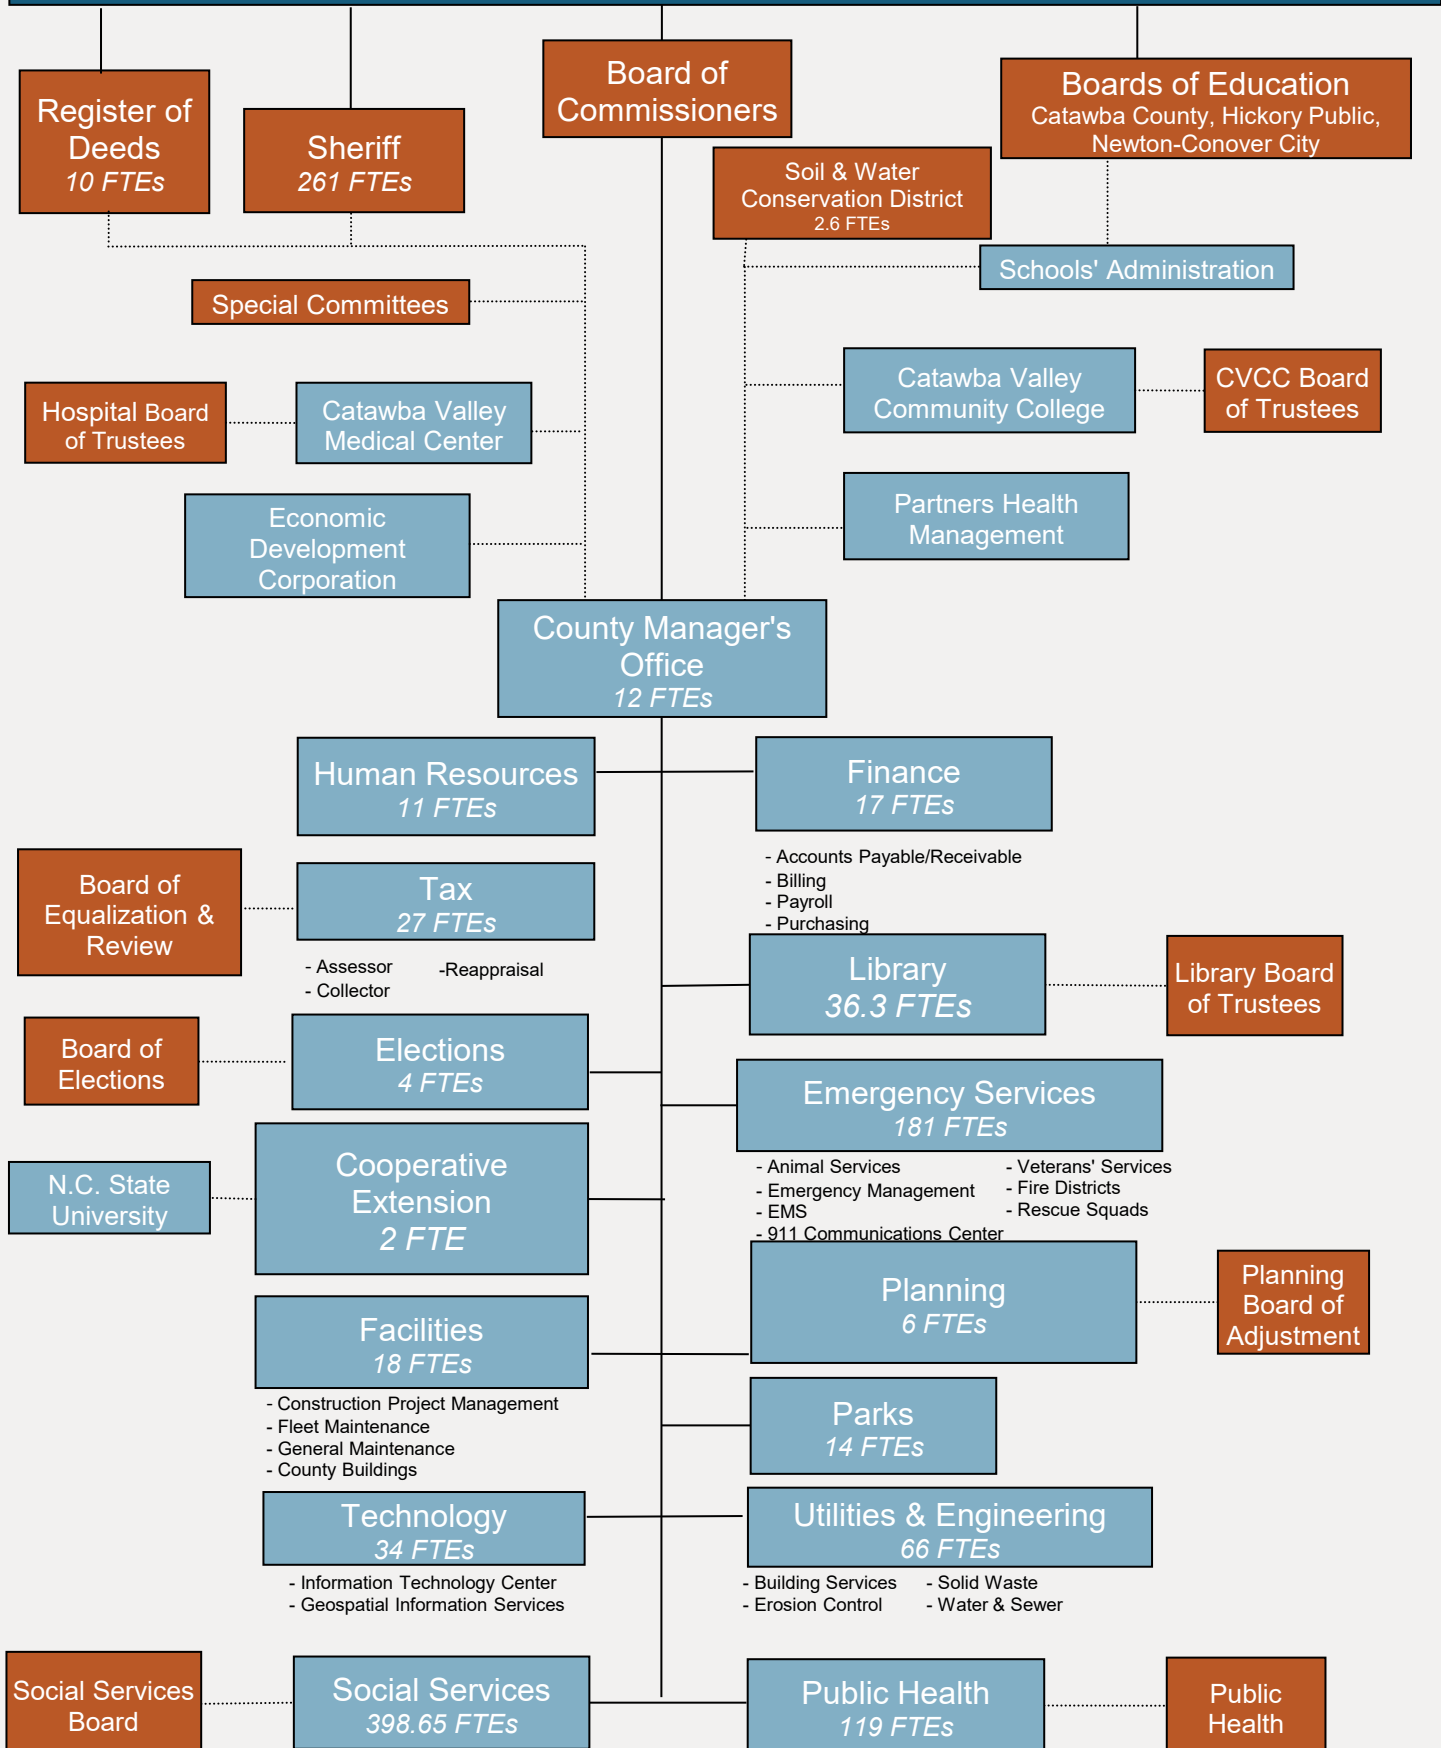 Register of
Deeds
10 FTEs
Sheriff
261 FTEs
Board of
Commissioners
Boards of Education
Catawba County, Hickory Public,
Newton-Conover City
Soil & Water
Conservation District
2.6 FTEs
Schools' Administration
Special Committees
Hospital Board
of Trustees
Catawba Valley
Medical Center
Catawba Valley
Community College
CVCC Board
of Trustees
Economic
Development
Corporation
Partners Health
Management
County Manager's
Office
12 FTEs
Human Resources
11 FTEs
Finance
17 FTEs
- Accounts Payable/Receivable
- Billing
- Payroll
- Purchasing
Board of
Equalization &
Review
Tax
27 FTEs
- Assessor
- Collector
-Reappraisal
Library
36.3 FTEs
Library Board
of Trustees
Board of
Elections
Elections
4 FTEs
Emergency Services
181 FTEs
- Animal Services
- Emergency Management
- EMS
- 911 Communications Center
- Veterans' Services
- Fire Districts
- Rescue Squads
N.C. State
University
Cooperative
Extension
2 FTE
Planning
6 FTEs
Planning
Board of
Adjustment
Facilities
18 FTEs
- Construction Project Management
- Fleet Maintenance
- General Maintenance
- County Buildings
Parks
14 FTEs
Technology
34 FTEs
- Information Technology Center
- Geospatial Information Services
Utilities & Engineering
66 FTEs
- Building Services
- Erosion Control
- Solid Waste
- Water & Sewer
Social Services
Board
Social Services
398.65 FTEs
Public Health
119 FTEs
Public
Health